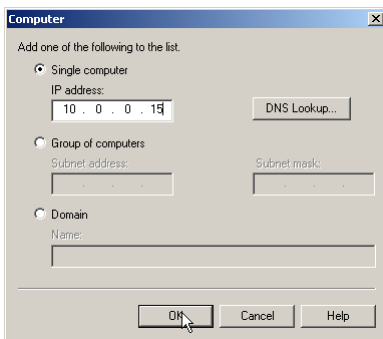 Computer
Add one of the following to the list.
Single computer
IP address:
10 . 0 . 0 . 15
DNS Lookup...
Group of computers
Subnet address: Subnet mask:
. . . . . .
Domain
Name:
OK Cancel Help